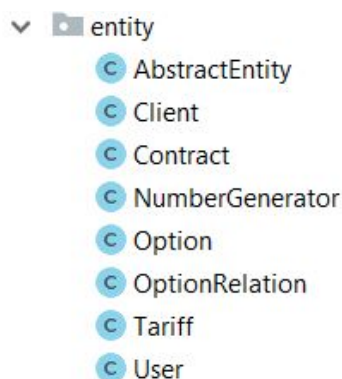 entity
C AbstractEntity
C Client
C Contract
C NumberGenerator
C Option
C OptionRelation
C Tariff
C User